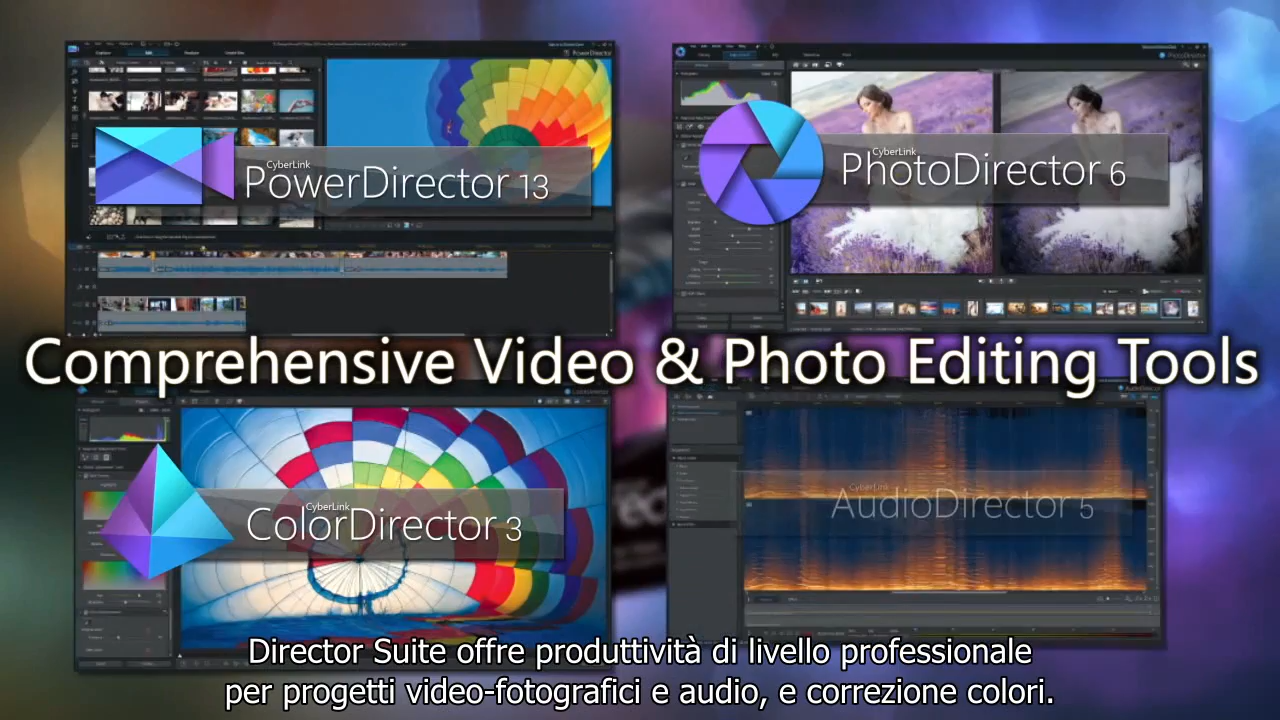 CyberLink
PowerDirector 13
CyberLink
PhotoDirector 6
Comprehensive Video & Photo Editing Tools
CyberLink
ColorDirector 3
CyberLink
AudioDirector 5
Director Suite offre produttività di livello professionale
per progetti video-fotografici e audio, e correzione colori.